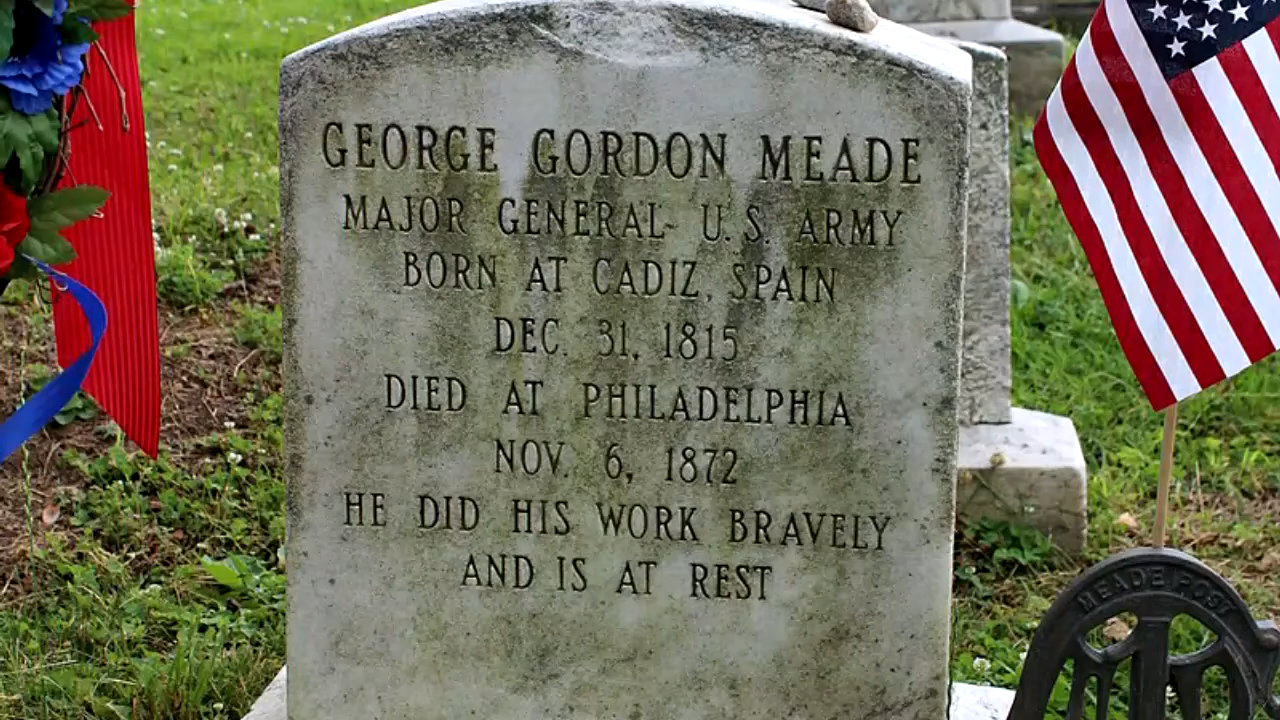 GEORGE GORDON MEADE
MAJOR GENERAL- U.S. ARMY
BORN AT CADIZ, SPAIN
DEC. 31, 1815
DIED AT PHILADELPHIA
NOV. 6, 1872
HE DID HIS WORK BRAVELY
AND IS AT REST
MEADE POST
1